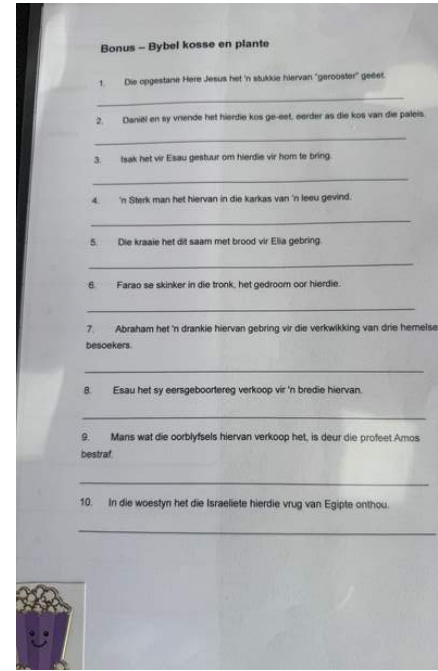 Bonus – Bybel kosse en plante
1. Die opgestane Here Jesus het 'n stukkie hiervan "gerooster" geëet.
2. Daniël en sy vriende het hierdie kos ge-eet, eerder as die kos van die paleis.
3. Isak het vir Esau gestuur om hierdie vir hom te bring.
4. 'n Sterk man het hiervan in die karkas van 'n leeu gevind.
5. Die kraaie het dit saam met brood vir Elia gebring.
6. Farao se skinker in die tronk, het gedroom oor hierdie.
7. Abraham het 'n drankie hiervan gebring vir die verkwikking van drie hemelse
besoekers.
8. Esau het sy eersgeboortereg verkoop vir 'n bredie hiervan.
9. Mans wat die oorblyfsels hiervan verkoop het, is deur die profeet Amos
bestraf.
10. In die woestyn het die Israeliete hierdie vrug van Egipte onthou.